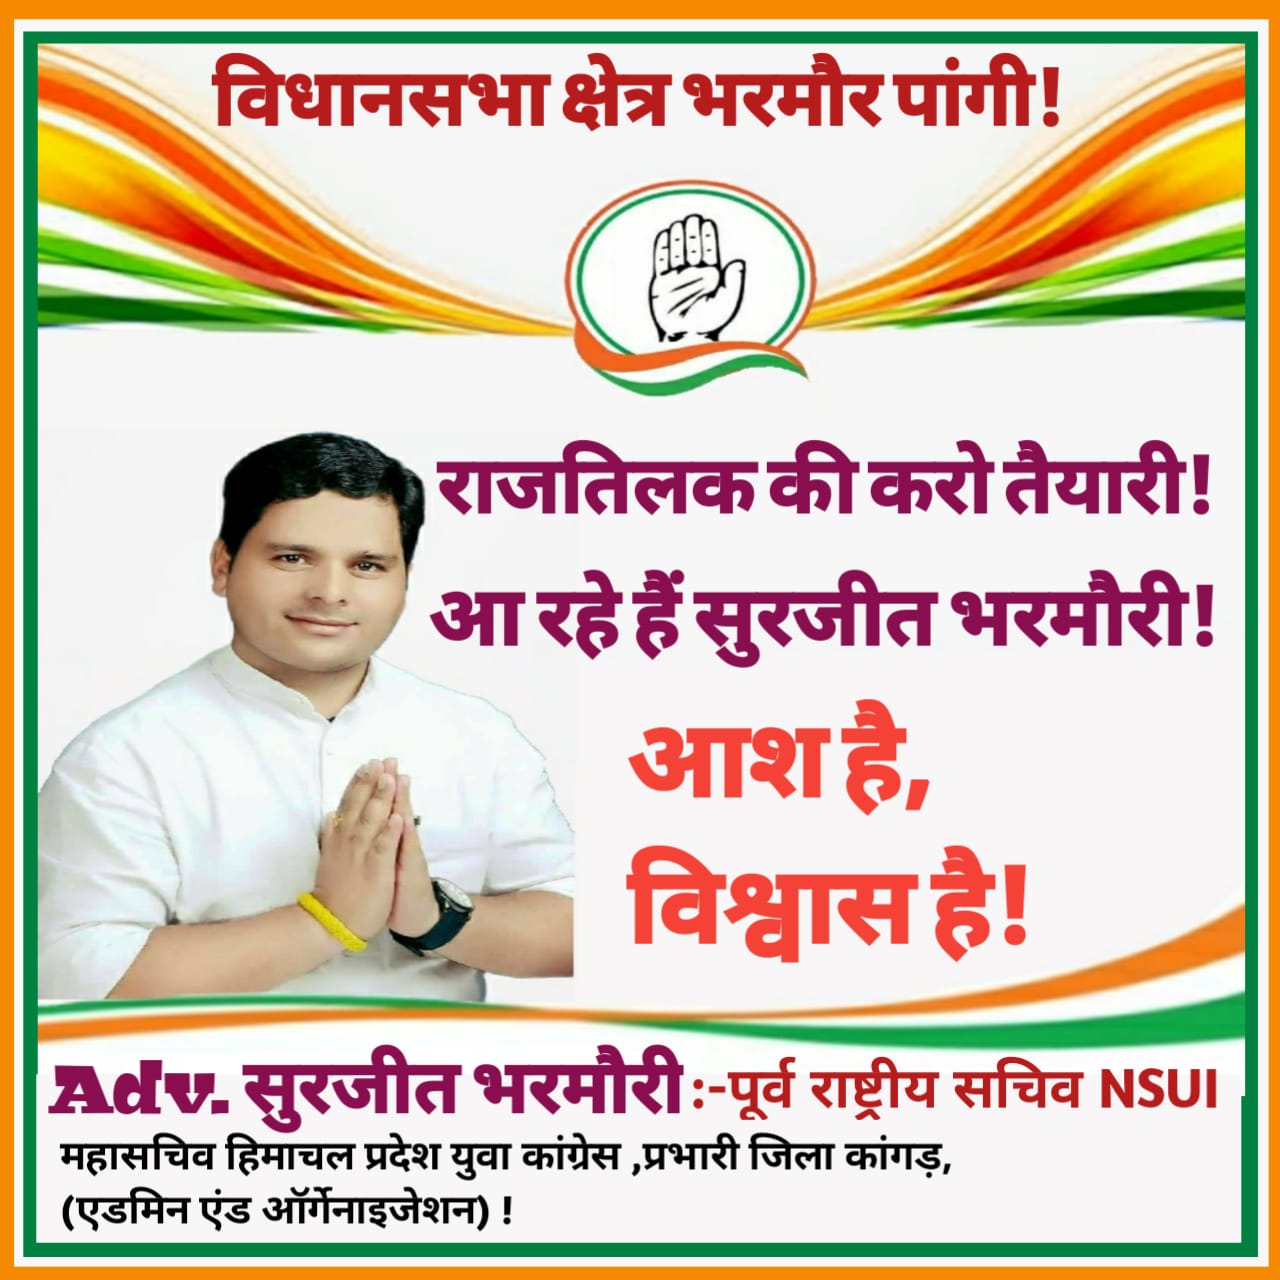 विधानसभा क्षेत्र भरमौर पांगी!
राजतिलक की करो तैयारी!
आ रहे हैं सुरजीत भरमौरी!
आश है,
विश्वास है!
Adv. सुरजीत भरमौरी :-पूर्व राष्ट्रीय सचिव NSUI
महासचिव हिमाचल प्रदेश युवा कांग्रेस ,प्रभारी जिला कांगड़,
(एडमिन एंड ऑर्गेनाइजेशन) !